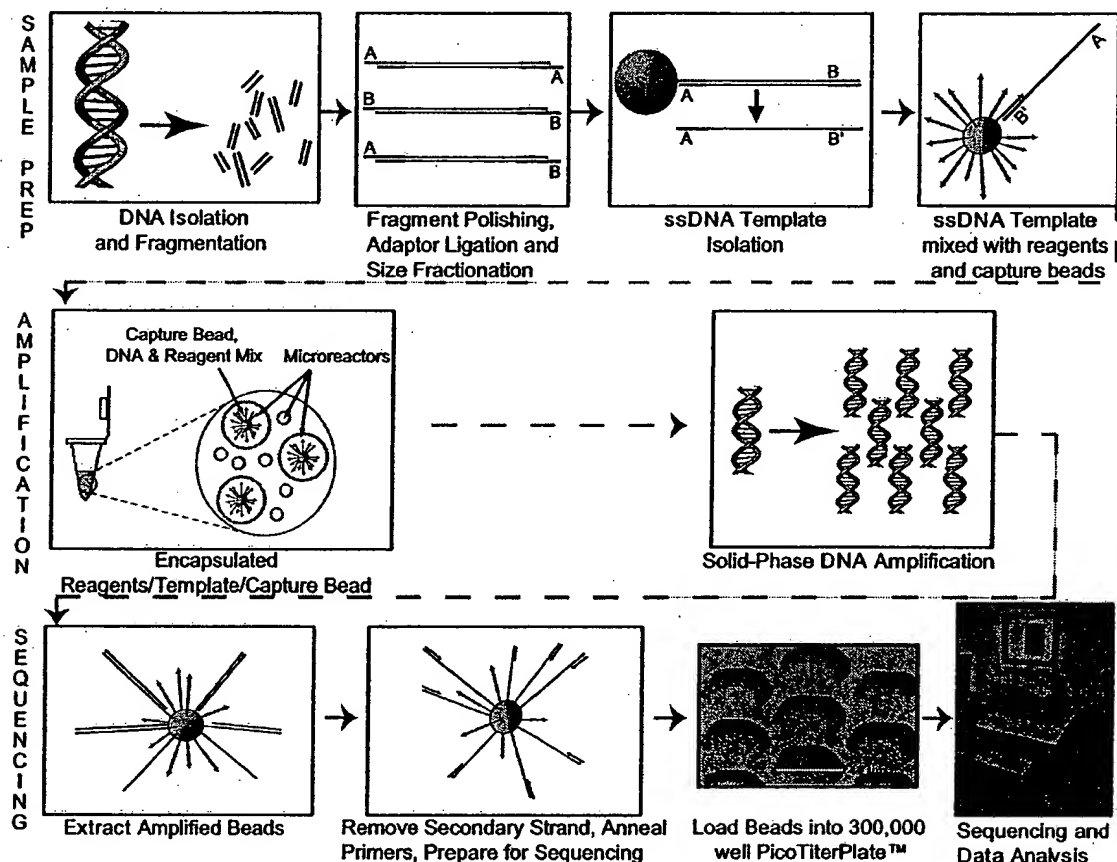 SAMPLE PREP
A
A
B
B
A
B
B
A
A
B'
A
B'
DNA Isolation
and Fragmentation
Fragment Polishing,
Adaptor Ligation and
Size Fractionation
ssDNA Template
Isolation
ssDNA Template
mixed with reagents
and capture beads
AMPLIFICATION
Capture Bead,
DNA & Reagent Mix
Microreactors
Encapsulated
Reagents/Template/Capture Bead
Solid-Phase DNA Amplification
SEQUENCING
Extract Amplified Beads
Remove Secondary Strand, Anneal
Primers, Prepare for Sequencing
Load Beads into 300,000
well PicoTiterPlate™
Sequencing and
Data Analysis